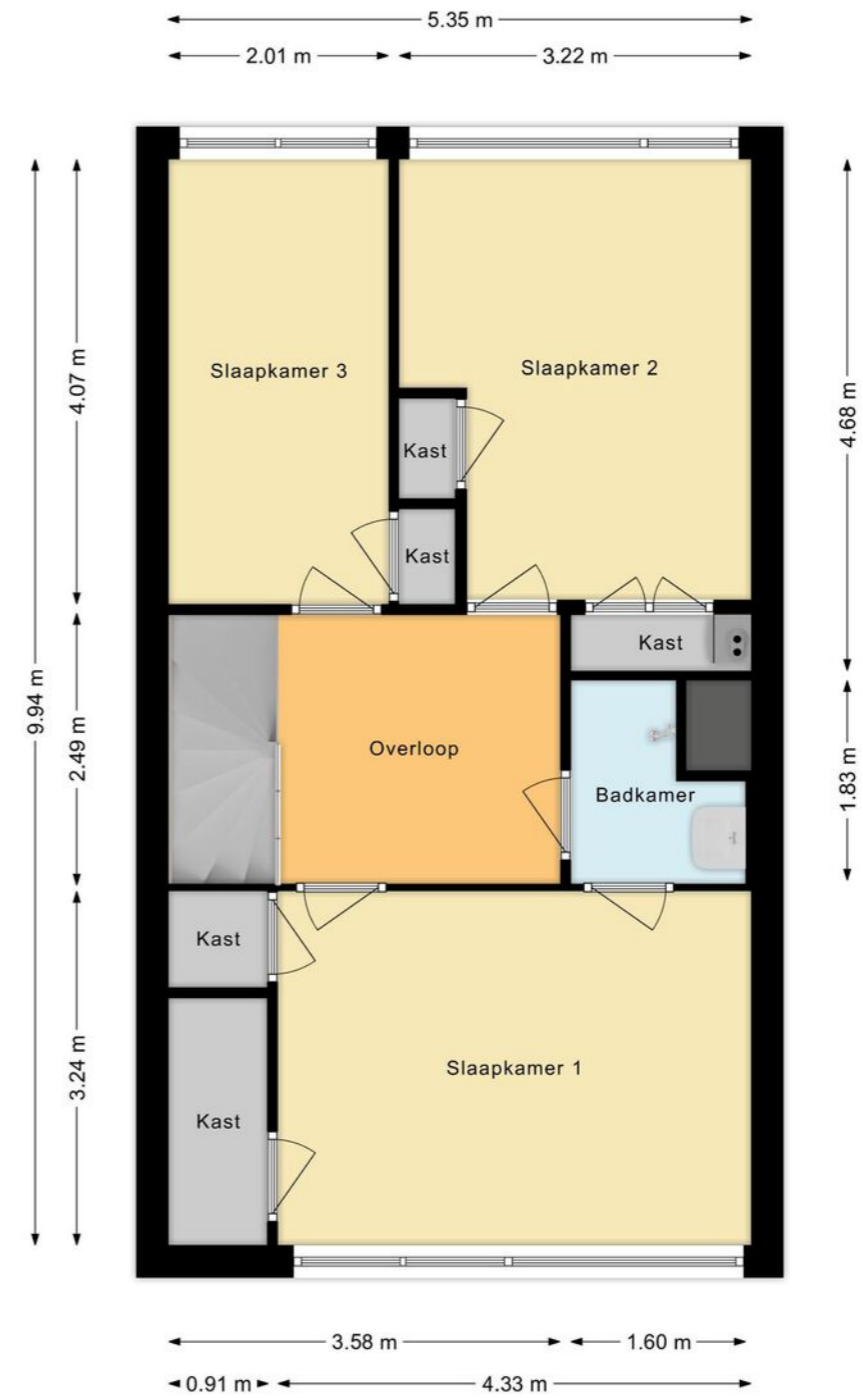 5.35 m
2.01 m
3.22 m
Slaapkamer 3
Slaapkamer 2
4.07 m
4.68 m
Kast
Kast
Kast
9.94 m
2.49 m
Overloop
1.83 m
Badkamer
Kast
3.24 m
Slaapkamer 1
Kast
3.58 m
1.60 m
0.91 m
4.33 m